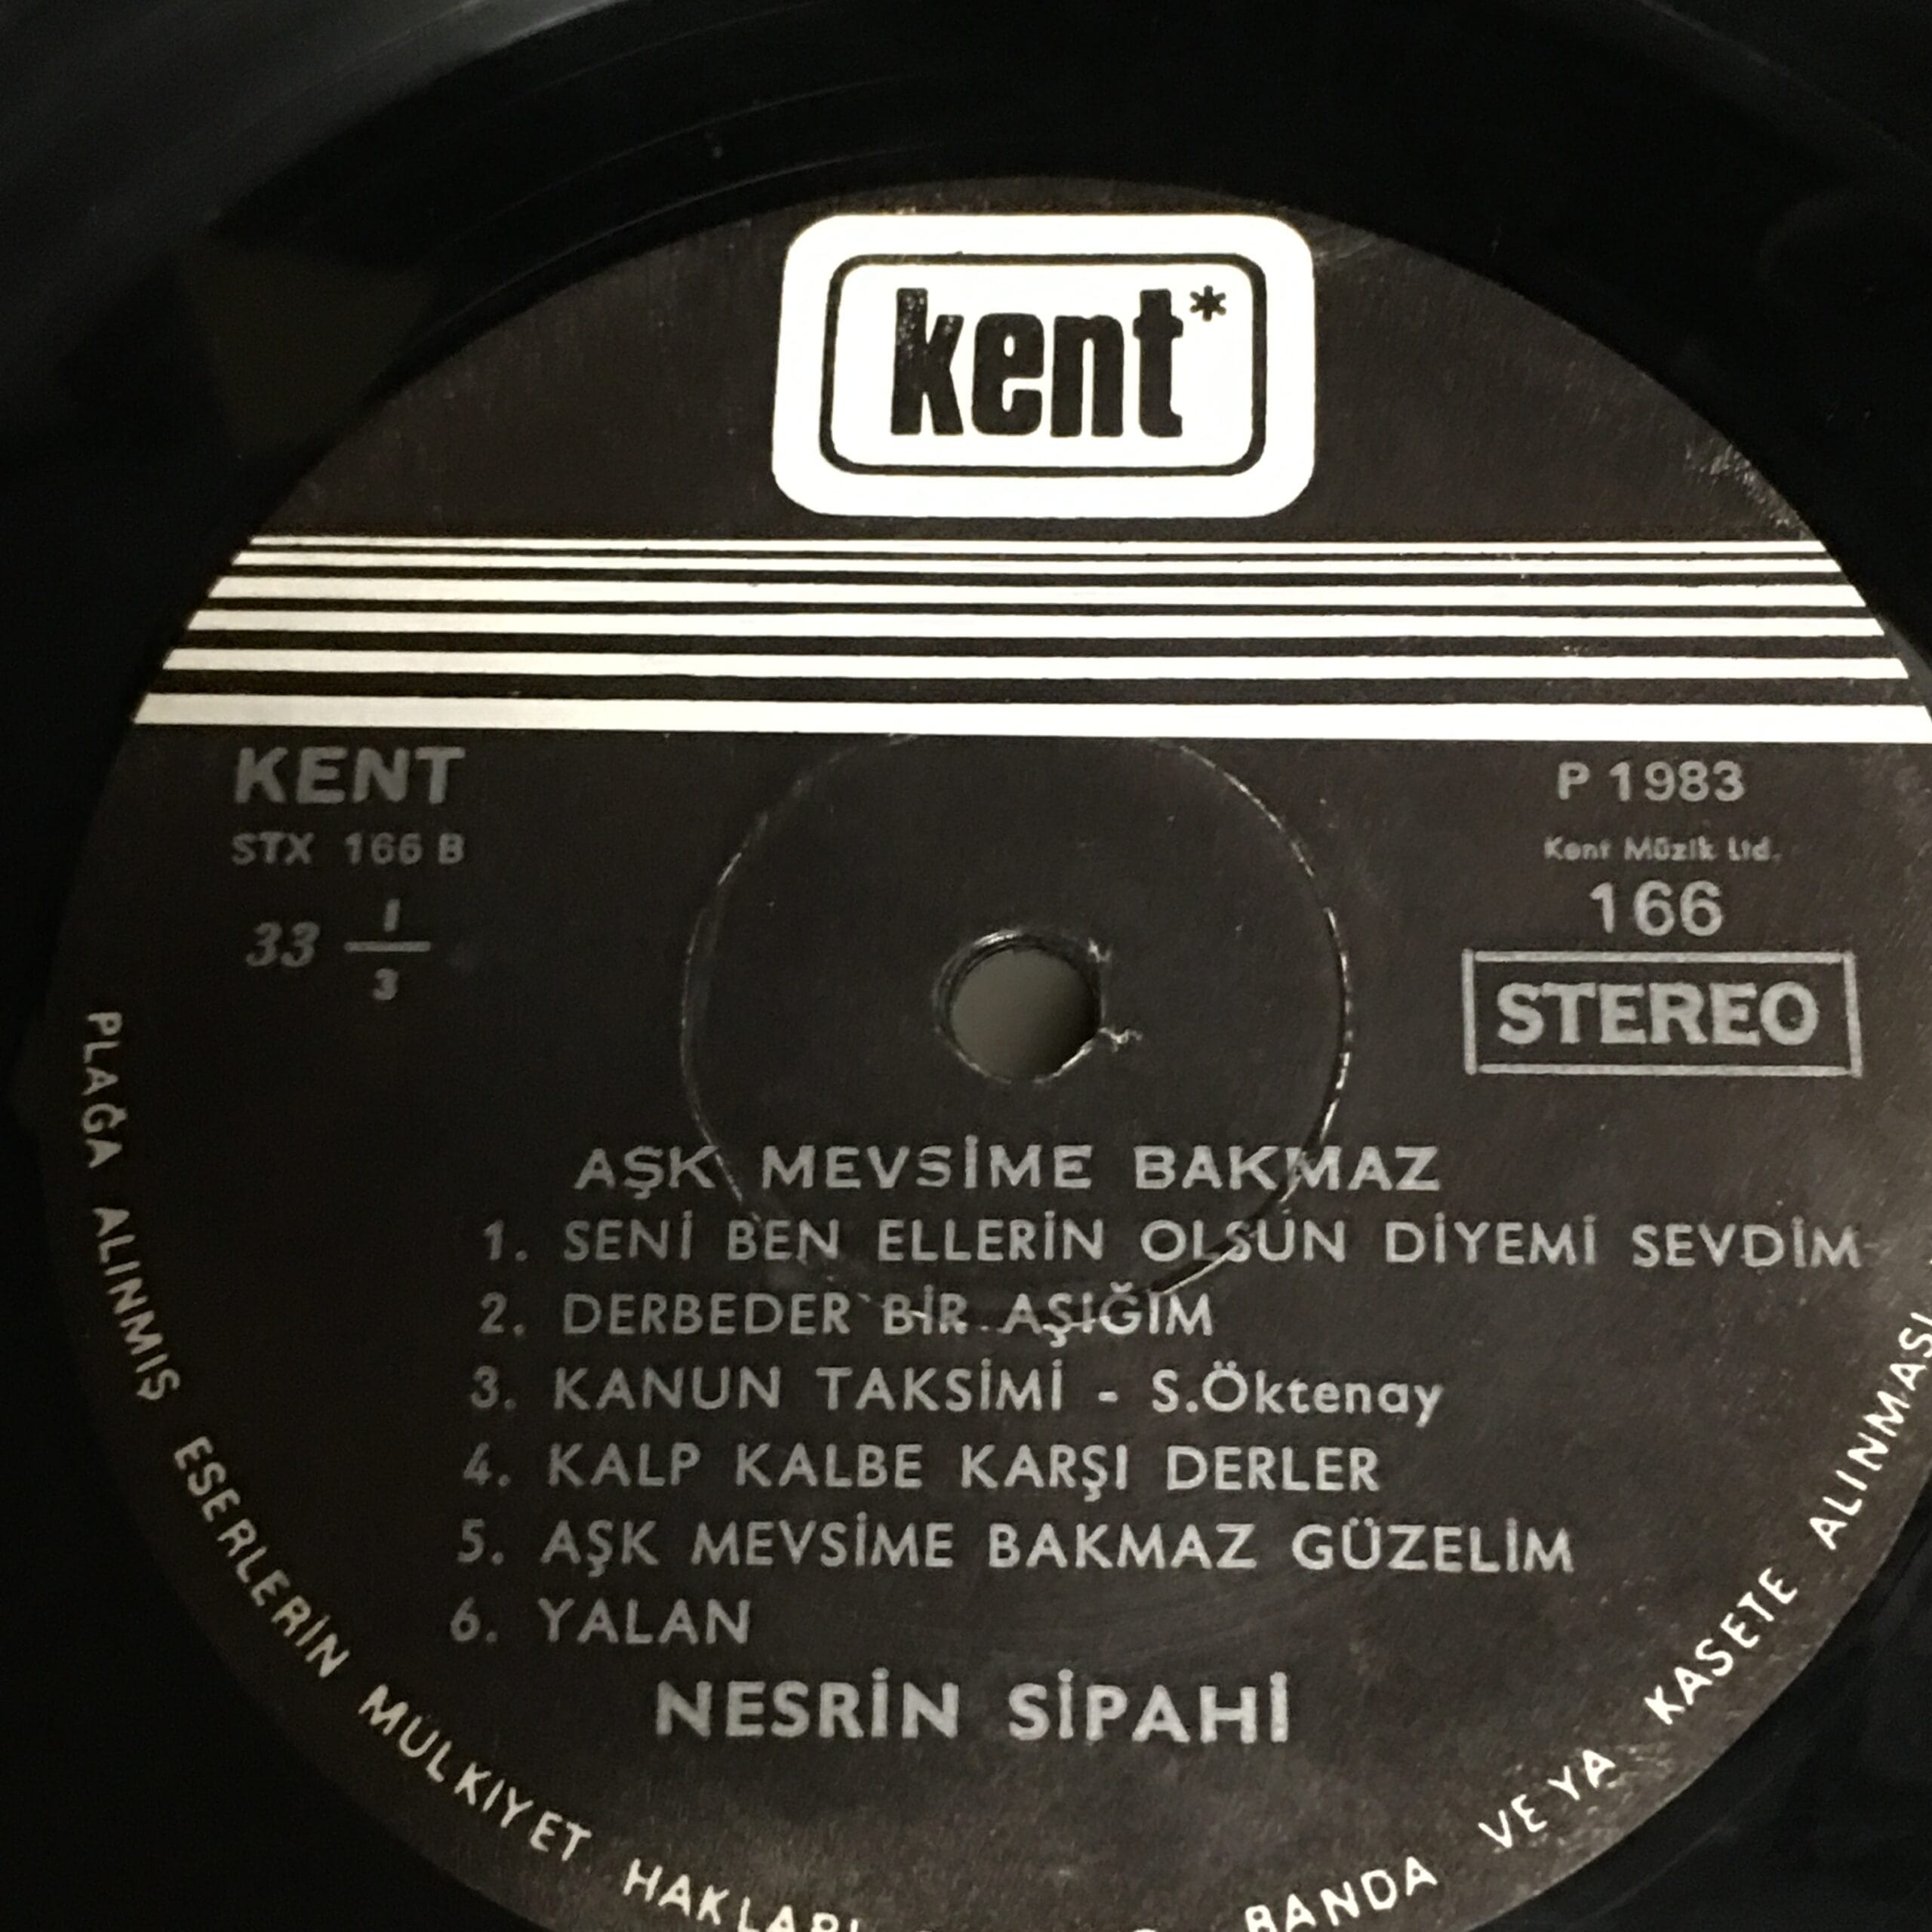 kent*
KENT
STX 166 B
33 1/3
P 1983
Kent Müzik Ltd.
166
STEREO
AŞK MEVSİME BAKMAZ
1. SENİ BEN ELLERİN OLSUN DİYEMİ SEVDİM
2. DERBEDER BİR AŞIĞIM
3. KANUN TAKSİMİ - S.Öktenay
4. KALP KALBE KARŞI DERLER
5. AŞK MEVSİME BAKMAZ GÜZELİM
6. YALAN
NESRİN SİPAHİ
PLAĞA ALINMIŞ ESERLERİN MÜLKİYET HAKLARI BANDA VE YA KASETE ALINMASI